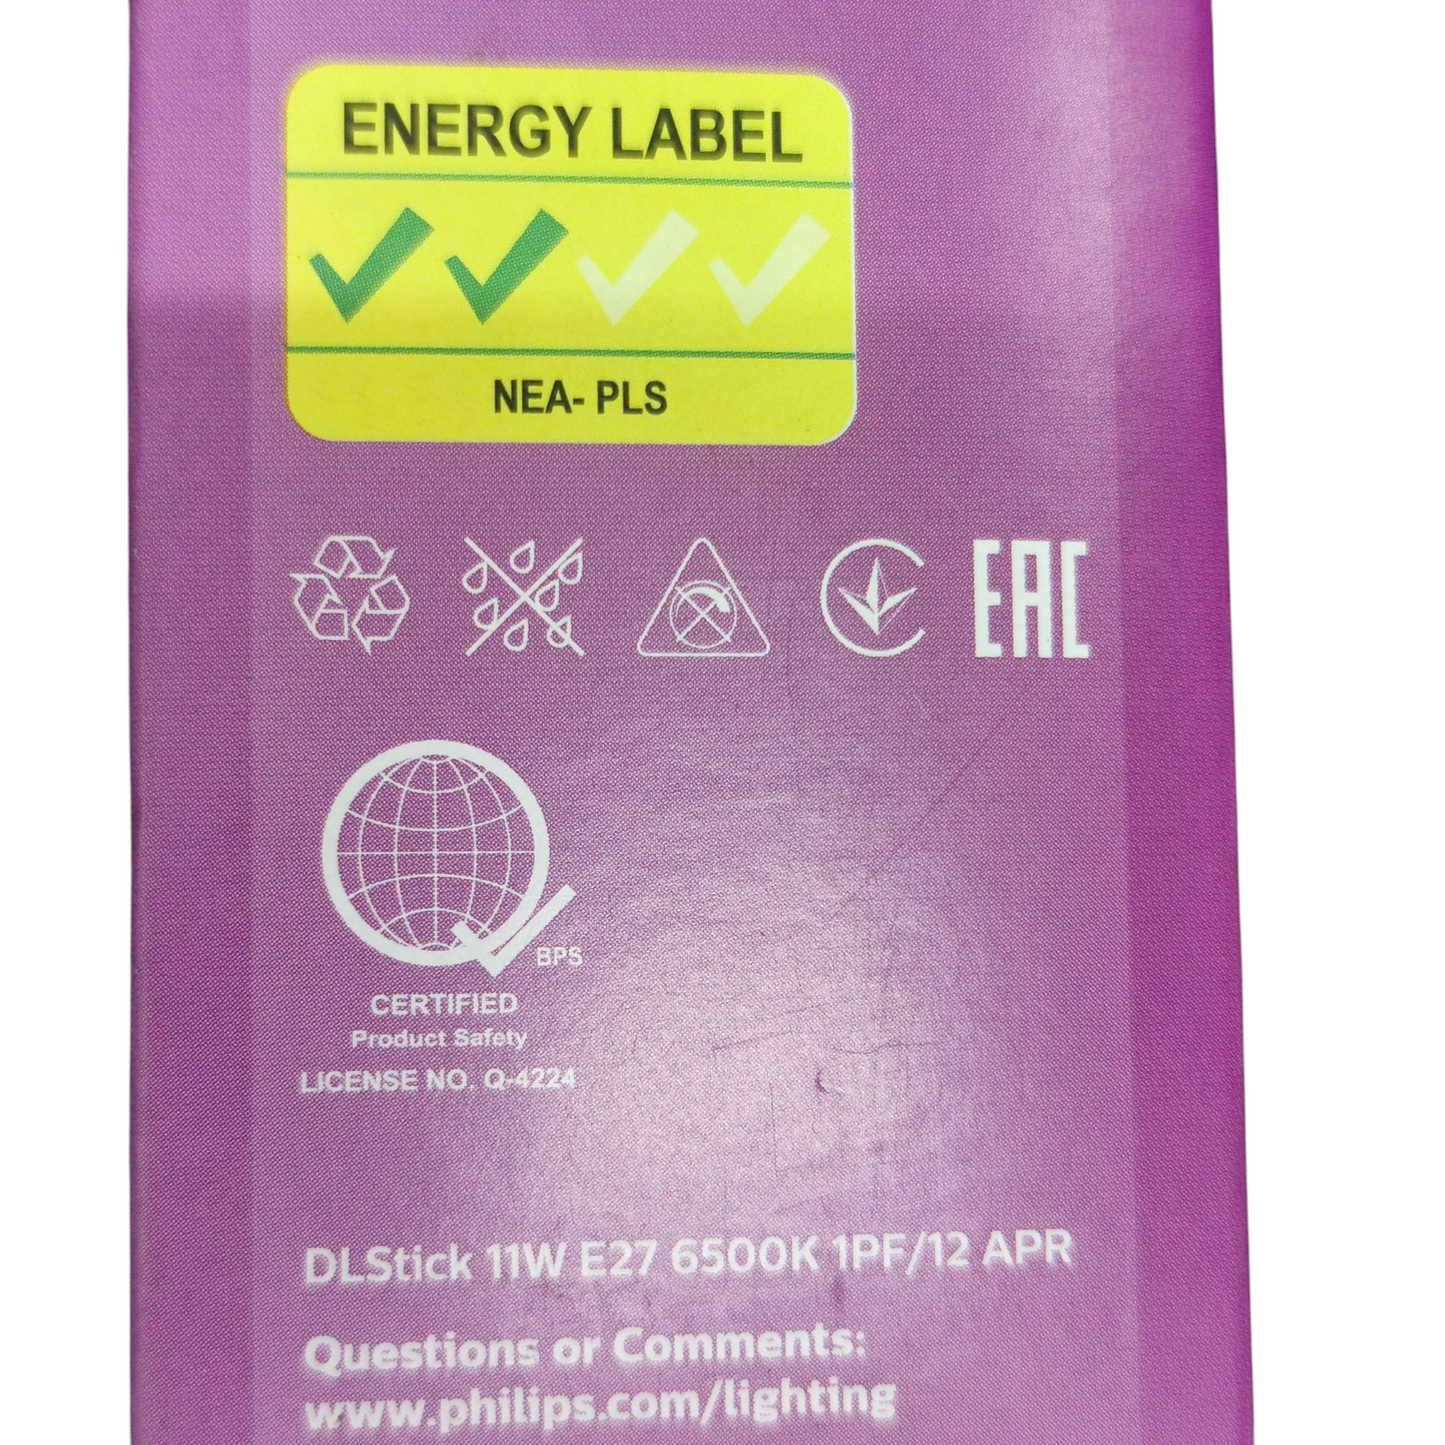 ENERGY LABEL
NEA- PLS
EAC
BPS
CERTIFIED
Product Safety
LICENSE NO. Q-4224
DLStick 11W E27 6500K 1PF/12 APR
Questions or Comments:
www.philips.com/lighting